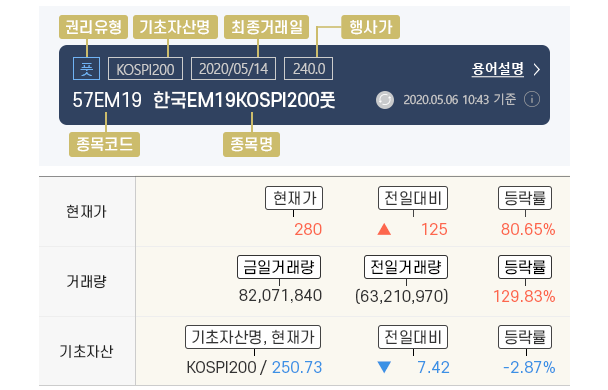 권리유형 기초자산명 최종거래일 행사가
풋 KOSPI200 2020/05/14 240.0 용어설명 >
57EM19 한국EM19KOSPI200풋 2020.05.06 10:43 기준 ⓘ
종목코드 종목명
현재가 전일대비 등락률
현재가 280 ▲ 125 80.65%
금일거래량 전일거래량 등락률
거래량 82,071,840 (63,210,970) 129.83%
기초자산명, 현재가 전일대비 등락률
기초자산 KOSPI200 / 250.73 ▼ 7.42 -2.87%